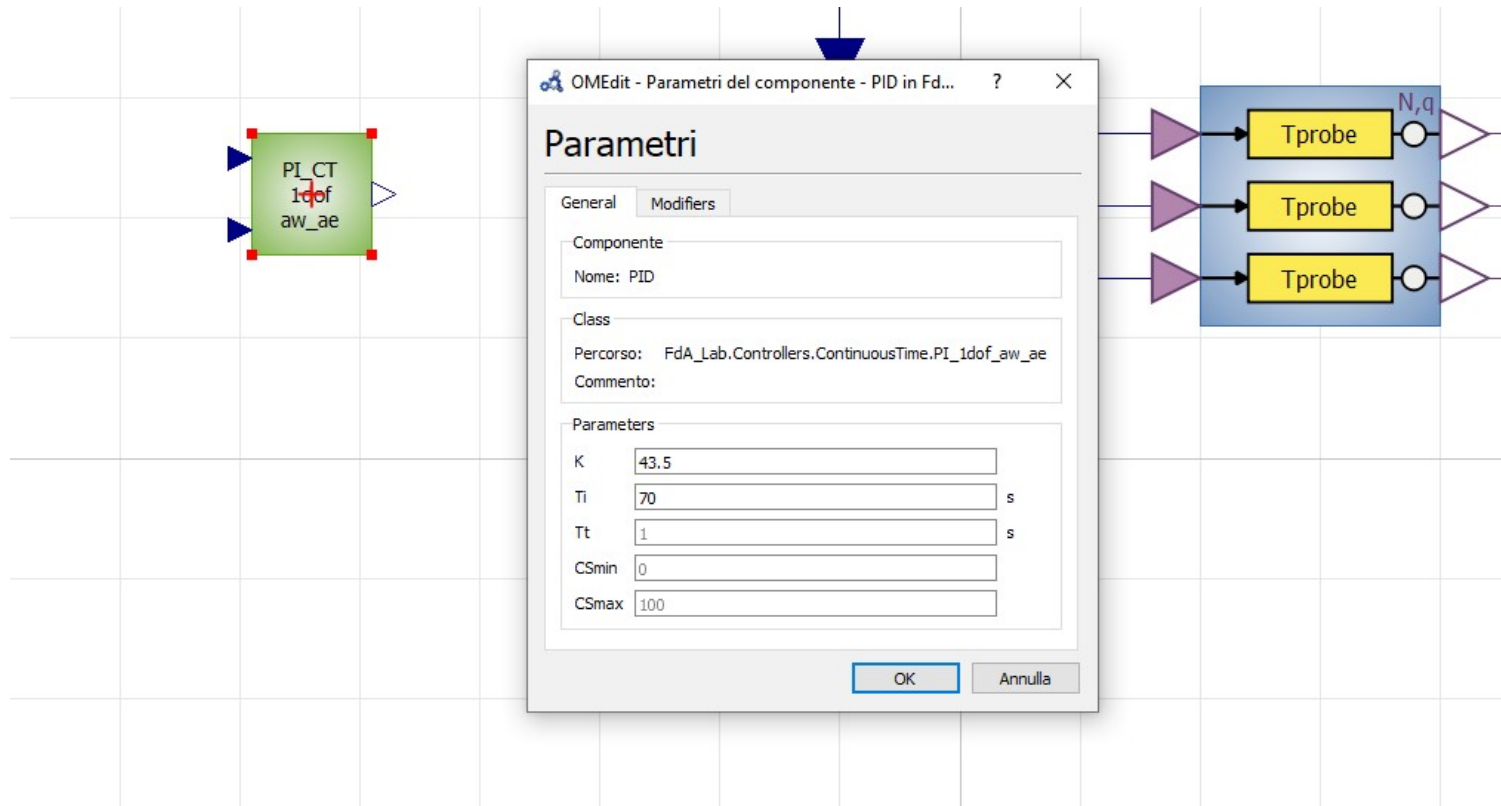 PI_CT
1dof
aw_ae
OMEdit - Parametri del componente - PID in Fd... ?
Parametri
General Modifiers
Componente
Nome: PID
Class
Percorso: FdA_Lab.Controllers.ContinuousTime.PI_1dof_aw_ae
Commento:
Parameters
K 43.5
Ti 70 s
Tt 1 s
CSmin 0
CSmax 100
OK Annulla
N,q
Tprobe
Tprobe
Tprobe